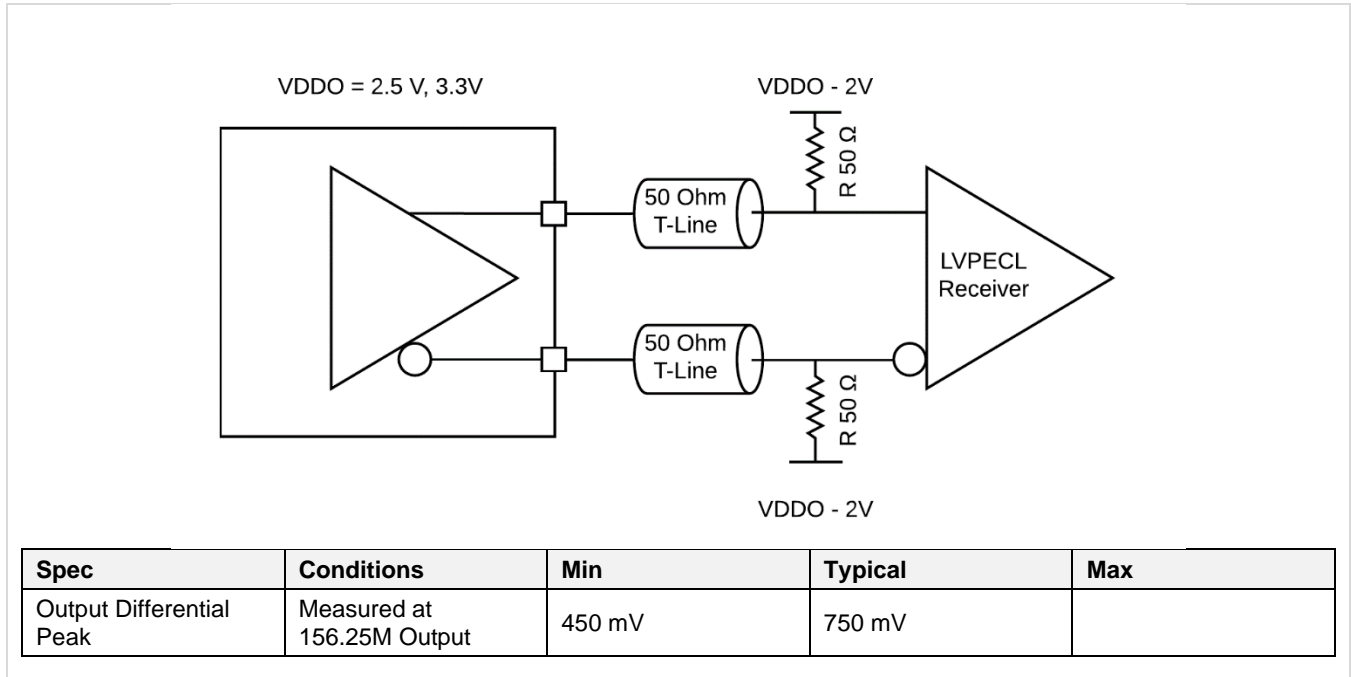 VDDO = 2.5 V, 3.3V
VDDO - 2V
R 50 Ω
50 Ohm
T-Line
LVPECL
Receiver
50 Ohm
T-Line
R 50 Ω
VDDO - 2V
Spec Conditions Min Typical Max
Output Differential
Peak
Measured at
156.25M Output
450 mV
750 mV